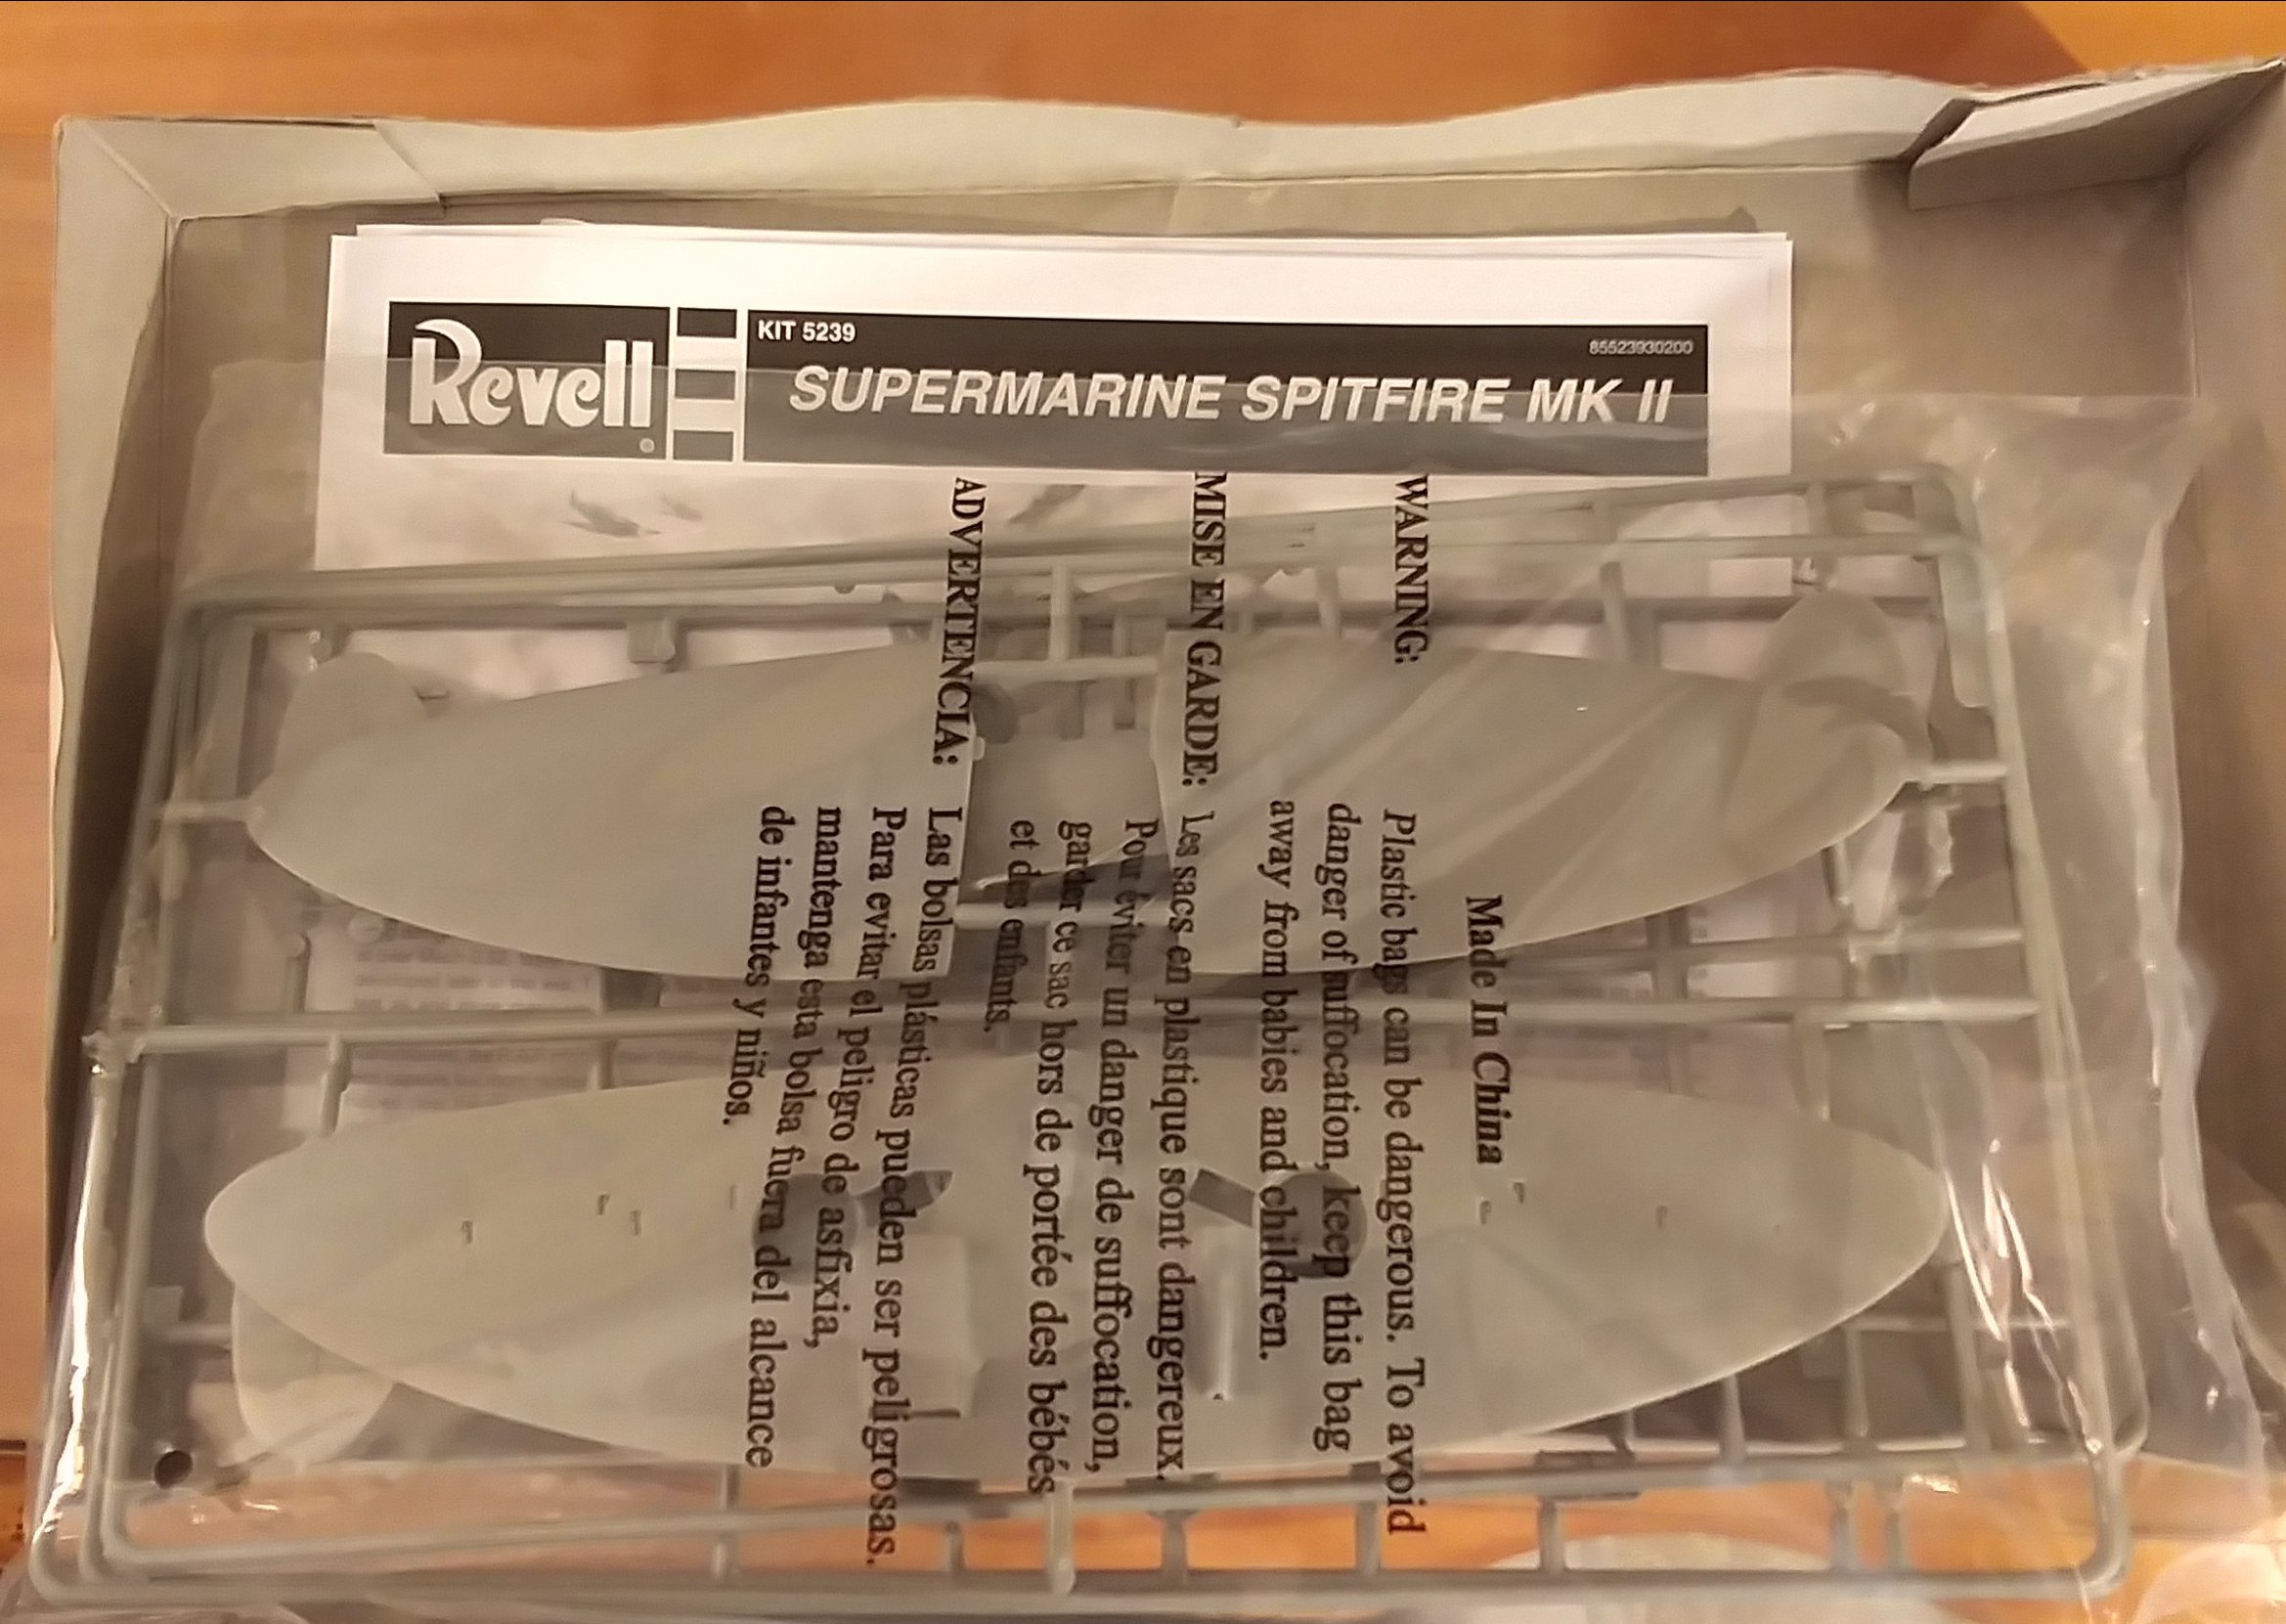 Revell
KIT 5239
85523930200
SUPERMARINE SPITFIRE MK II
Made In China
WARNING: Plastic bags can be dangerous. To avoid
danger of suffocation, keep this bag
away from babies and children.
MISE EN GARDE: Les sacs en plastique sont dangereux.
Pour éviter un danger de suffocation,
garder ce sac hors de portée des bébés
et des enfants.
ADVERTENCIA: Las bolsas plásticas pueden ser peligrosas.
Para evitar el peligro de asfixia,
mantenga esta bolsa fuera del alcance
de infantes y niños.